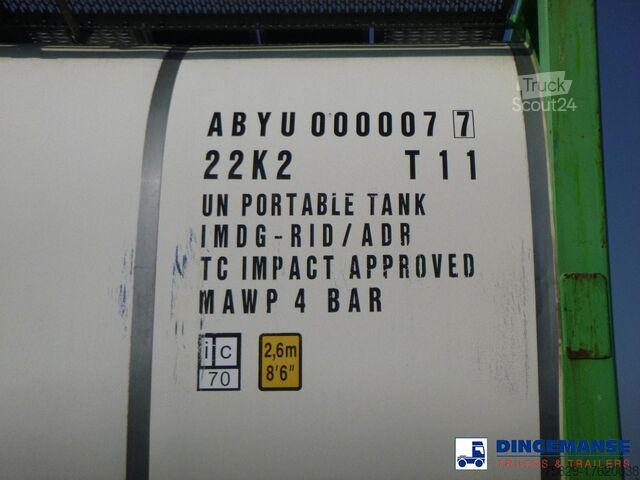 Truck
Scout24
ABYU 000007 7
22K2 T11
UN PORTABLE TANK
IMDG-RID/ADR
TC IMPACT APPROVED
MAWP 4 BAR
i c
70
2,6m
8'6"
DINGEMANSE
TRUCKS & TRAILERS